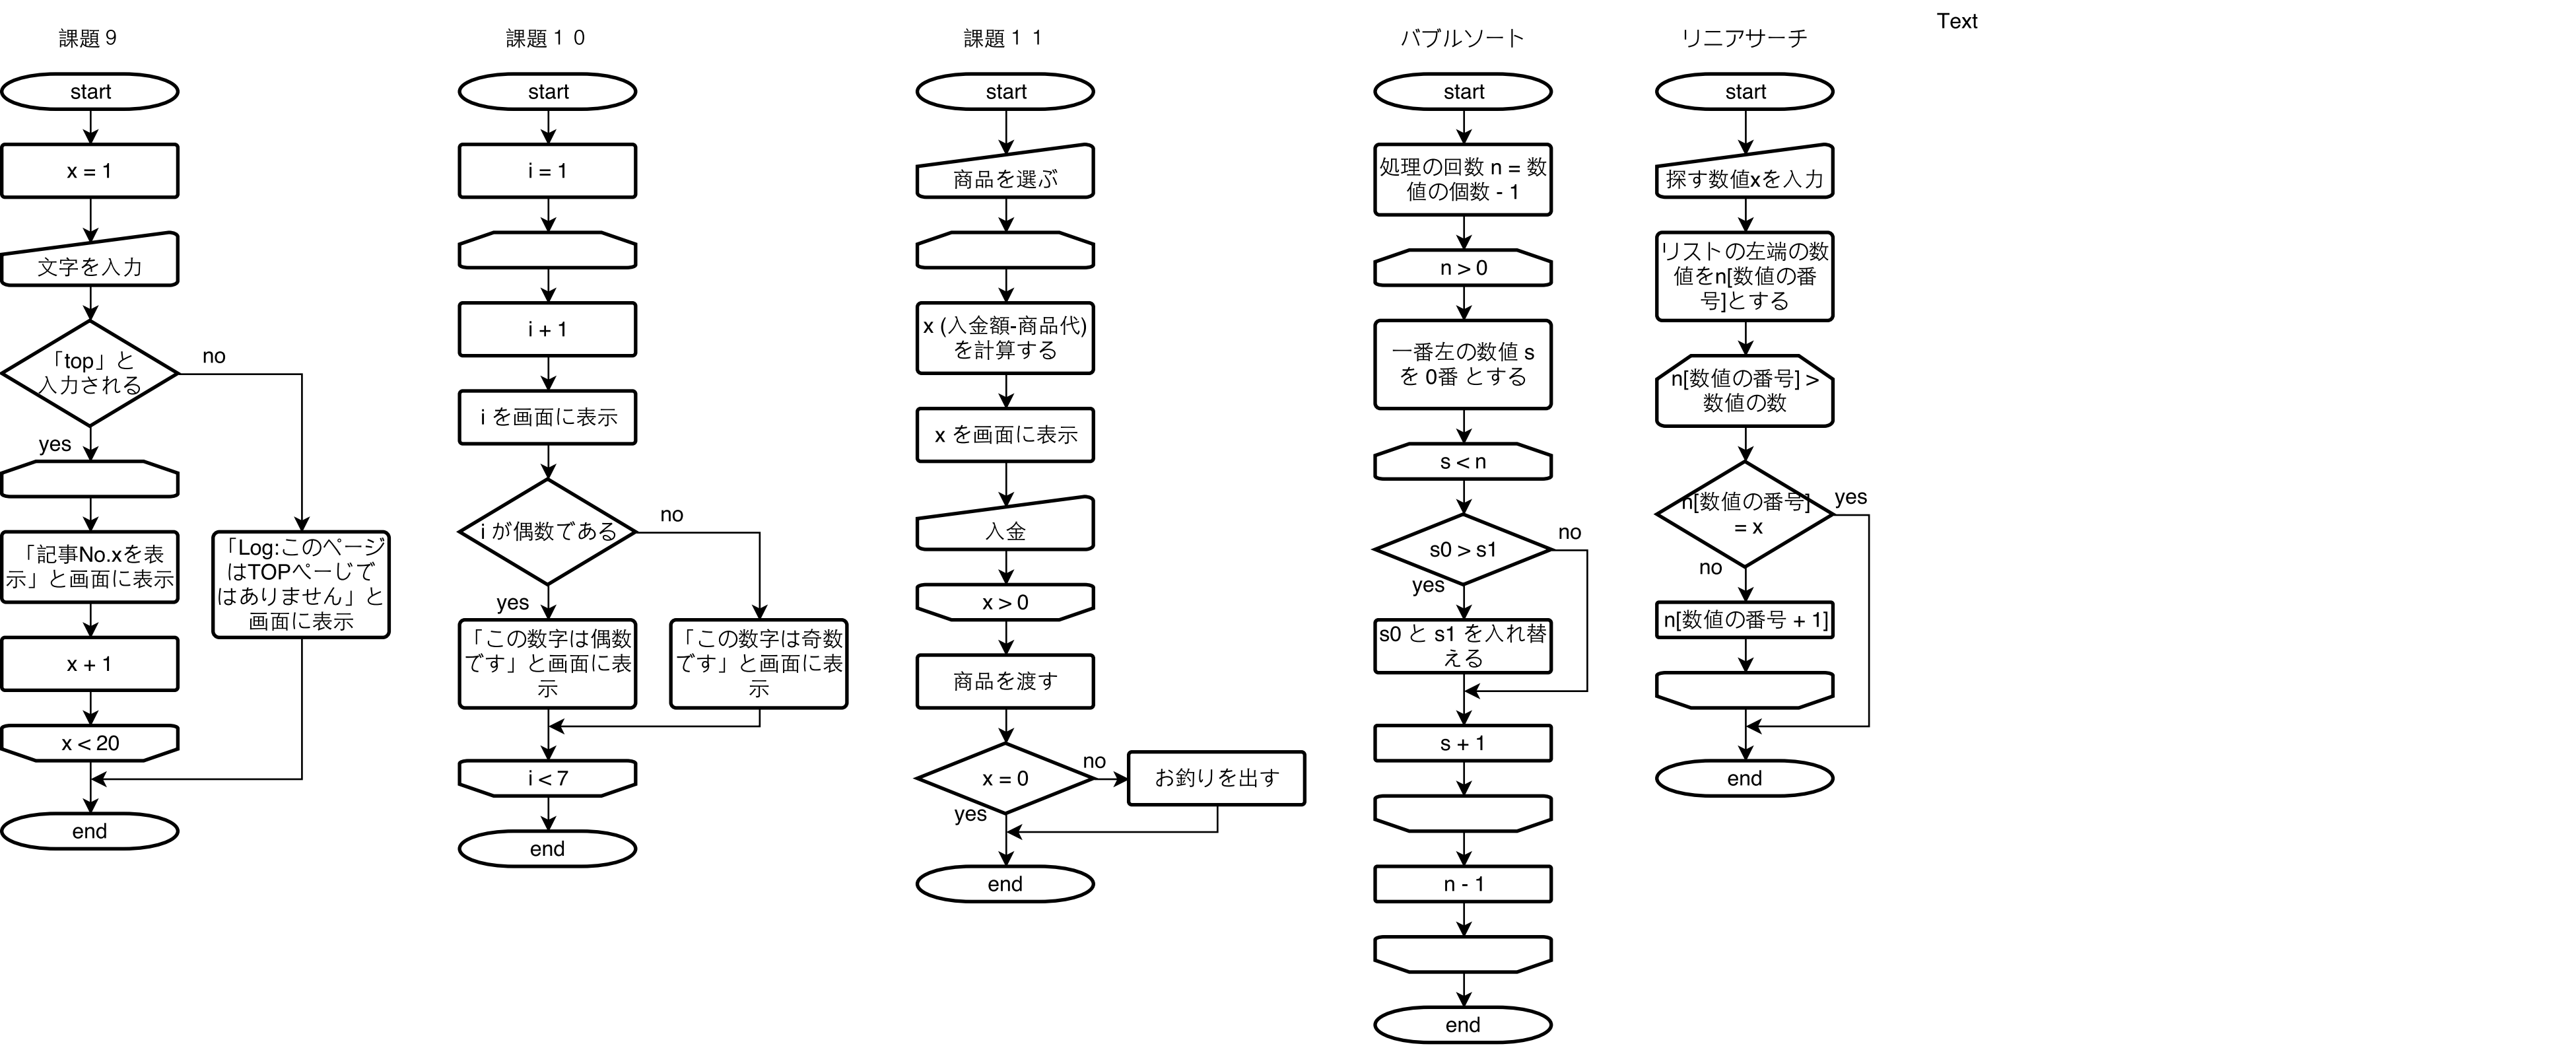 課題９
start
x = 1
文字を入力
「top」と
入力される
no
yes
「記事No.xを表
示」と画面に表示
「Log:このページ
はTOPページで
はありません」と
画面に表示
x + 1
x < 20
end
課題１０
start
i = 1
i + 1
i を画面に表示
i が偶数である
no
yes
「この数字は偶数
です」と画面に表
示
「この数字は奇数
です」と画面に表
示
i < 7
end
課題１１
start
商品を選ぶ
x (入金額-商品代)
を計算する
x を画面に表示
入金
x > 0
商品を渡す
x = 0
no
お釣りを出す
yes
end
バブルソート
start
処理の回数 n = 数
値の個数 - 1
n > 0
一番左の数値 s
を 0番 とする
s < n
s0 > s1
no
yes
s0 と s1 を入れ替
える
s + 1
n - 1
end
リニアサーチ
start
探す数値xを入力
リストの左端の数
値をn[数値の番
号]とする
n[数値の番号] >
数値の数
n[数値の番号]
= x
yes
no
n[数値の番号 + 1]
end
Text